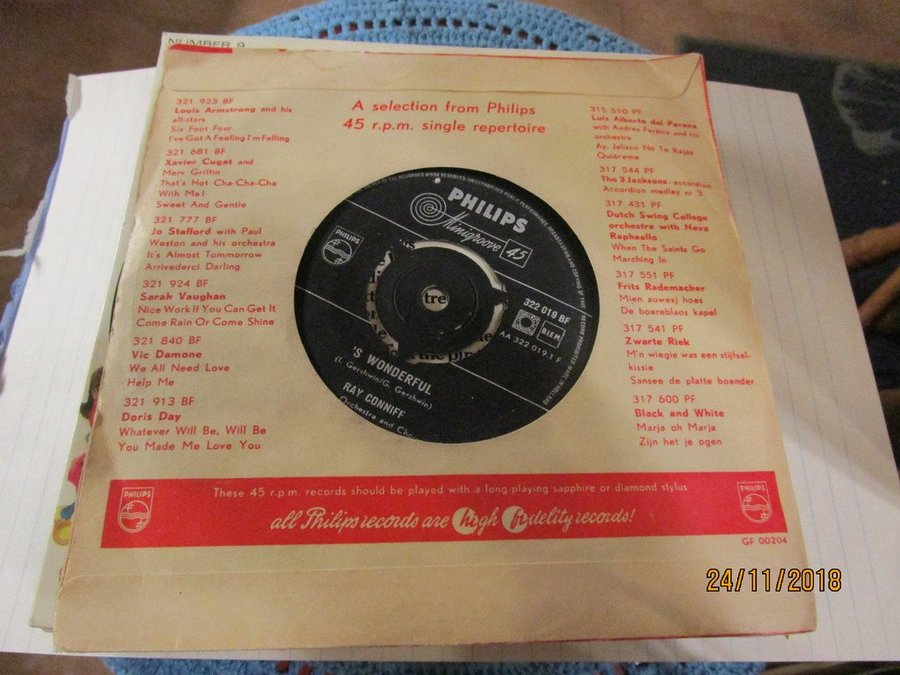 NUMBER 9
A selection from Philips
45 r.p.m. single repertoire
321 923 BF
Louis Armstrong and his
all-stars
Six Foot Four
I've Got A Feeling I'm Falling
321 681 BF
Xavier Cugat and
Merv Griffin
That's Hot Cha-Cha-Cha
With Me!
Sweet And Gentle
321 777 BF
Jo Stafford with Paul
Weston and his orchestra
It's Almost Tommorrow
Arrivederci Darling
321 924 BF
Sarah Vaughan
Nice Work If You Can Get It
Come Rain Or Come Shine
321 840 BF
Vic Damone
We All Need Love
Help Me
321 913 BF
Doris Day
Whatever Will Be, Will Be
You Made Me Love You
PHILIPS
Minigroove 45
PHILIPS
tre
322 019 BF
B.I.E.M.
AA 322 019.1 F
'S WONDERFUL
(I. Gershwin/G. Gershwin)
RAY CONNIFF
Orchestra and
315 510 PF
Luis Alberto del Parana
with Andres Pereira and his
orchestra
Ay, Jalisco No Te Rajes
Quiéreme
317 544 PF
The 3 Jacksons - accordion
Accordion medley nr. 3
317 431 PF
Dutch Swing College
orchestra with Neva
Raphaello
When The Saints Go
Marching In
317 551 PF
Frits Rademacher
Mien auwesj hoes
De boereblaos kapel
317 541 PF
Zwarte Riek
M'n wiegie was een stijfsel-
kissie
Sansee de platte boender
317 600 PF
Black and White
Marja oh Marja
Zijn het je ogen
PHILIPS
These 45 r.p.m. records should be played with a long-playing sapphire or diamond stylus
all Philips records are high fidelity records!
PHILIPS
GF 00204
24/11/2018